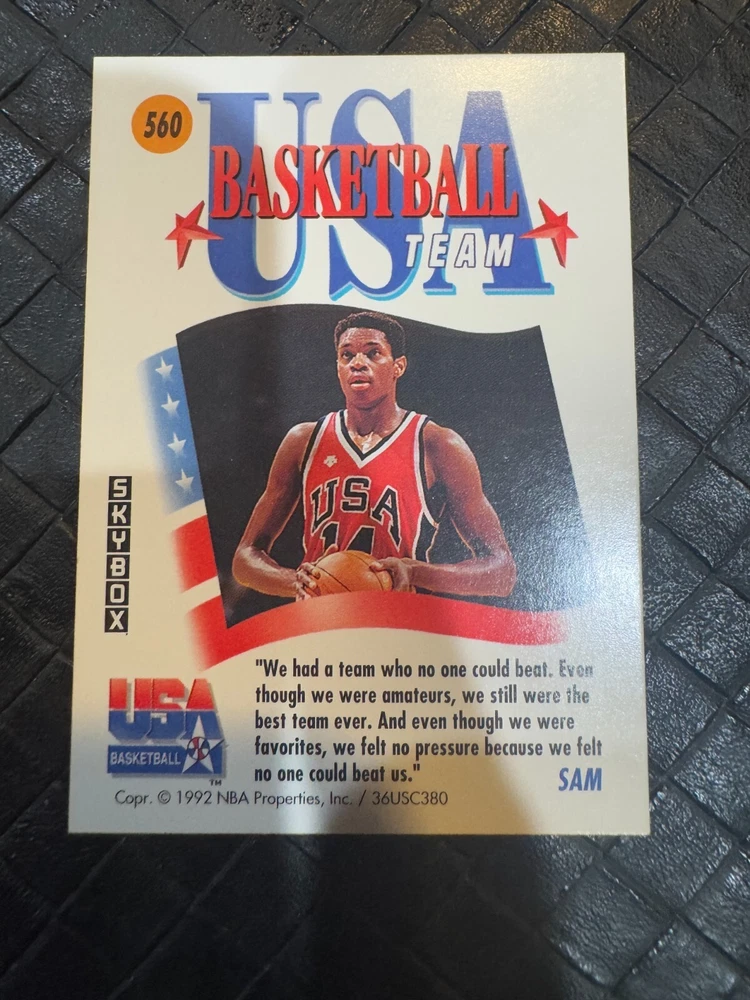 560
USA
BASKETBALL
TEAM
USA
14
SKYBOX
"We had a team who no one could beat. Even
though we were amateurs, we still were the
best team ever. And even though we were
favorites, we felt no pressure because we felt
no one could beat us."
SAM
USA
BASKETBALL
TM
Copr. © 1992 NBA Properties, Inc. / 36USC380